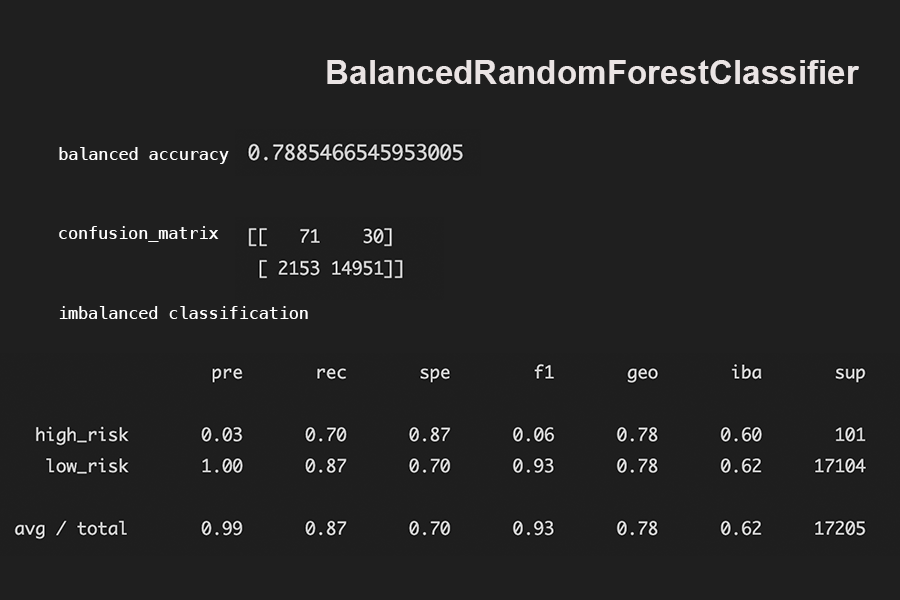 BalancedRandomForestClassifier
balanced accuracy 0.7885466545953005
confusion_matrix [[ 71 30]
[ 2153 14951]]
imbalanced classification
pre rec spe f1 geo iba sup
high_risk 0.03 0.70 0.87 0.06 0.78 0.60 101
low_risk 1.00 0.87 0.70 0.93 0.78 0.62 17104
avg / total 0.99 0.87 0.70 0.93 0.78 0.62 17205